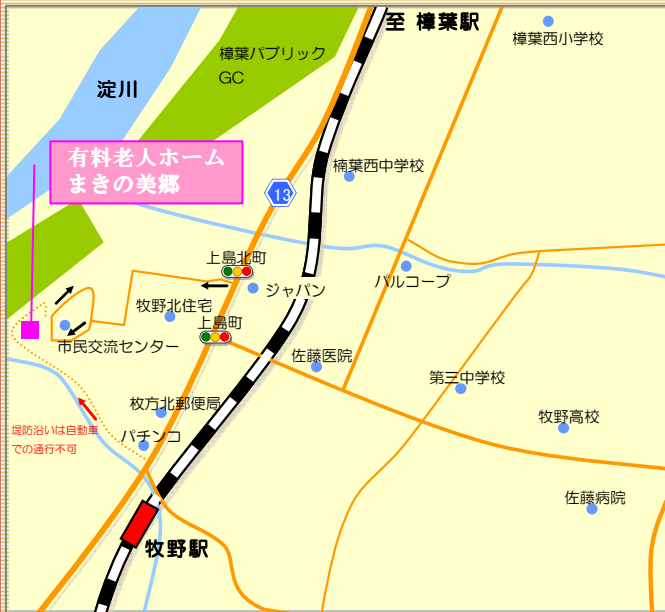 至 樟葉駅
樟葉西小学校
樟葉パブリック
GC
淀川
有料老人ホーム
まきの美郷
楠葉西中学校
13
上島北町
ジャパン
パルコープ
牧野北住宅
上島町
市民交流センター
佐藤医院
第三中学校
枚方北郵便局
牧野高校
堤防沿いは自動車
での通行不可
パチンコ
佐藤病院
牧野駅